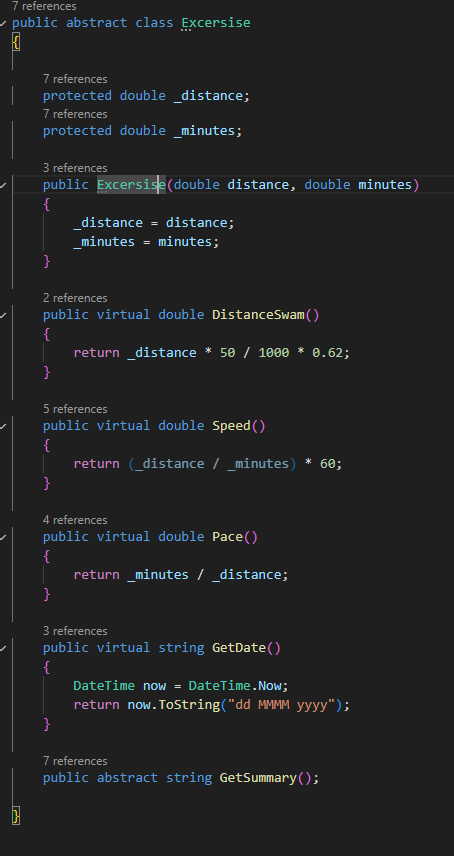 7 references
public abstract class Excersise
{
7 references
protected double _distance;
7 references
protected double _minutes;
3 references
public Excersise(double distance, double minutes)
{
_distance = distance;
_minutes = minutes;
}
2 references
public virtual double DistanceSwam()
{
return _distance * 50 / 1000 * 0.62;
}
5 references
public virtual double Speed()
{
return (_distance / _minutes) * 60;
}
4 references
public virtual double Pace()
{
return _minutes / _distance;
}
3 references
public virtual string GetDate()
{
DateTime now = DateTime.Now;
return now.ToString("dd MMMM yyyy");
}
7 references
public abstract string GetSummary();
}